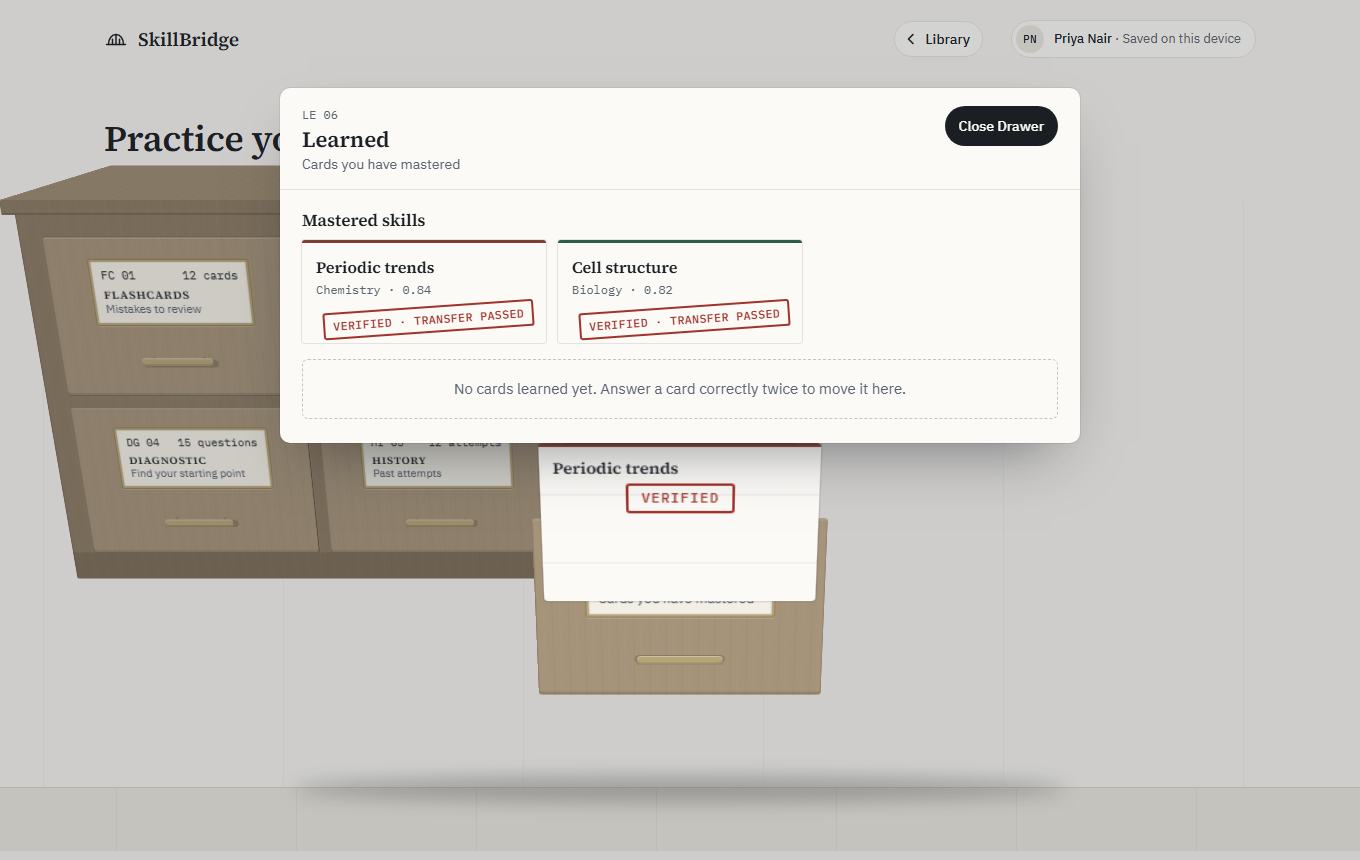 SkillBridge
Library
PN
Priya Nair · Saved on this device
Practice yo
LE 06
Learned
Cards you have mastered
Close Drawer
Mastered skills
Periodic trends
Chemistry · 0.84
VERIFIED · TRANSFER PASSED
Cell structure
Biology · 0.82
VERIFIED · TRANSFER PASSED
No cards learned yet. Answer a card correctly twice to move it here.
FC 01
12 cards
FLASHCARDS
Mistakes to review
DG 04
15 questions
DIAGNOSTIC
Find your starting point
HI 05
12 attempts
HISTORY
Past attempts
Periodic trends
VERIFIED
Cards you have mastered